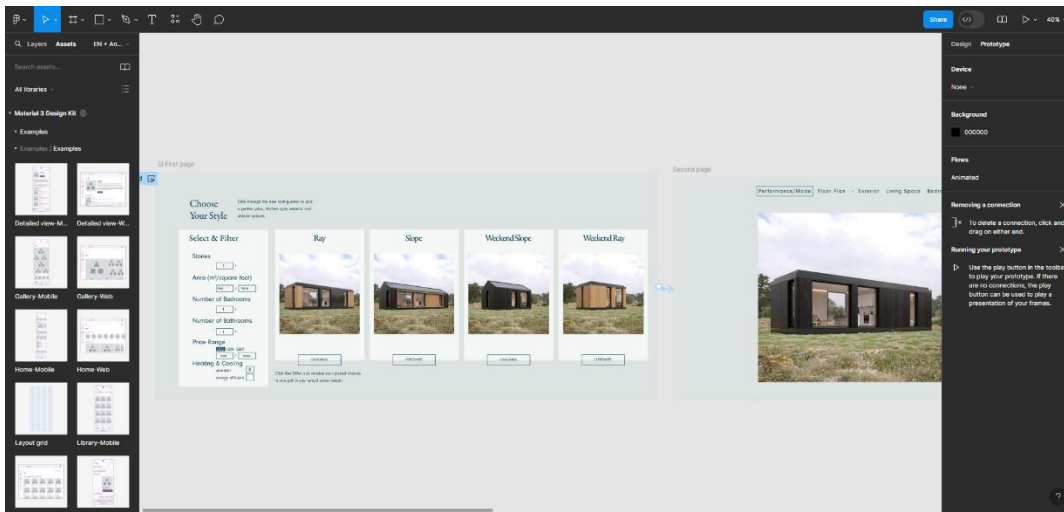 Share
40%
Layers Assets EN + An...
Search assets...
All libraries
Material 3 Design Kit
Examples
Examples / Examples
Detailed view-M...
Detailed view-W...
Gallery-Mobile
Gallery-Web
Home-Mobile
Home-Web
Layout grid
Library-Mobile
First page
Choose
Your Style
Select & Filter
Stories
Area (m²/square foot)
Number of Bedrooms
Number of Bathrooms
Price Range
Heating & Cooling
energy efficient
Ray
Slope
Weekend Slope
Weekend Ray
Second page
Performance/Mode Floor Plan - Exterior Living Space Bedro
Design Prototype
Device
None
Background
000000
Flows
Animated
Removing a connection
To delete a connection, click and
drag on either end.
Running your prototype
Use the play button in the toolba
to play your prototype. If there
are no connections, the play
button can be used to play a
presentation of your frames.
?